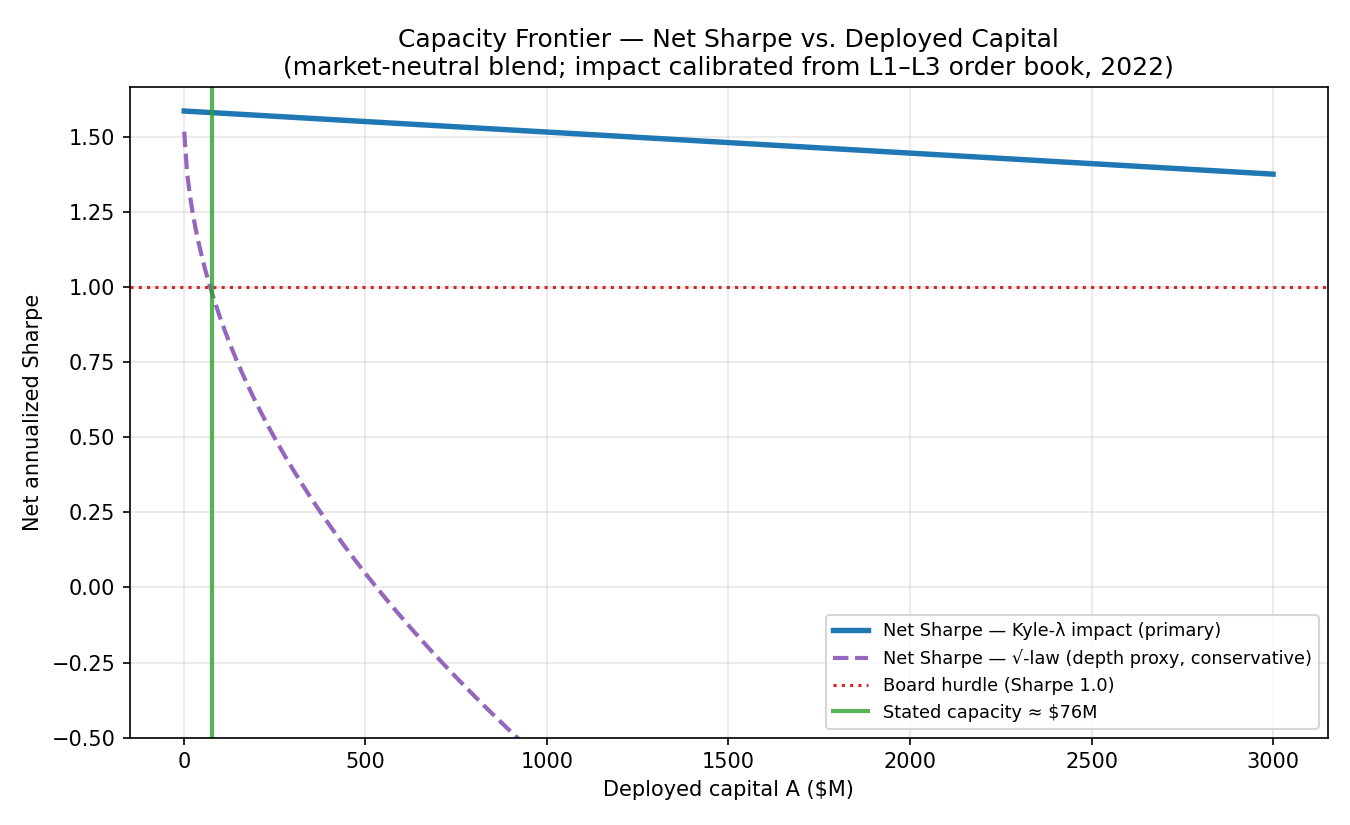 Capacity Frontier — Net Sharpe vs. Deployed Capital
(market-neutral blend; impact calibrated from L1–L3 order book, 2022)
Net annualized Sharpe
1.50
1.25
1.00
0.75
0.50
0.25
0.00
−0.25
−0.50
Net Sharpe — Kyle-λ impact (primary)
Net Sharpe — √-law (depth proxy, conservative)
Board hurdle (Sharpe 1.0)
Stated capacity ≈ $76M
0 500 1000 1500 2000 2500 3000
Deployed capital A ($M)